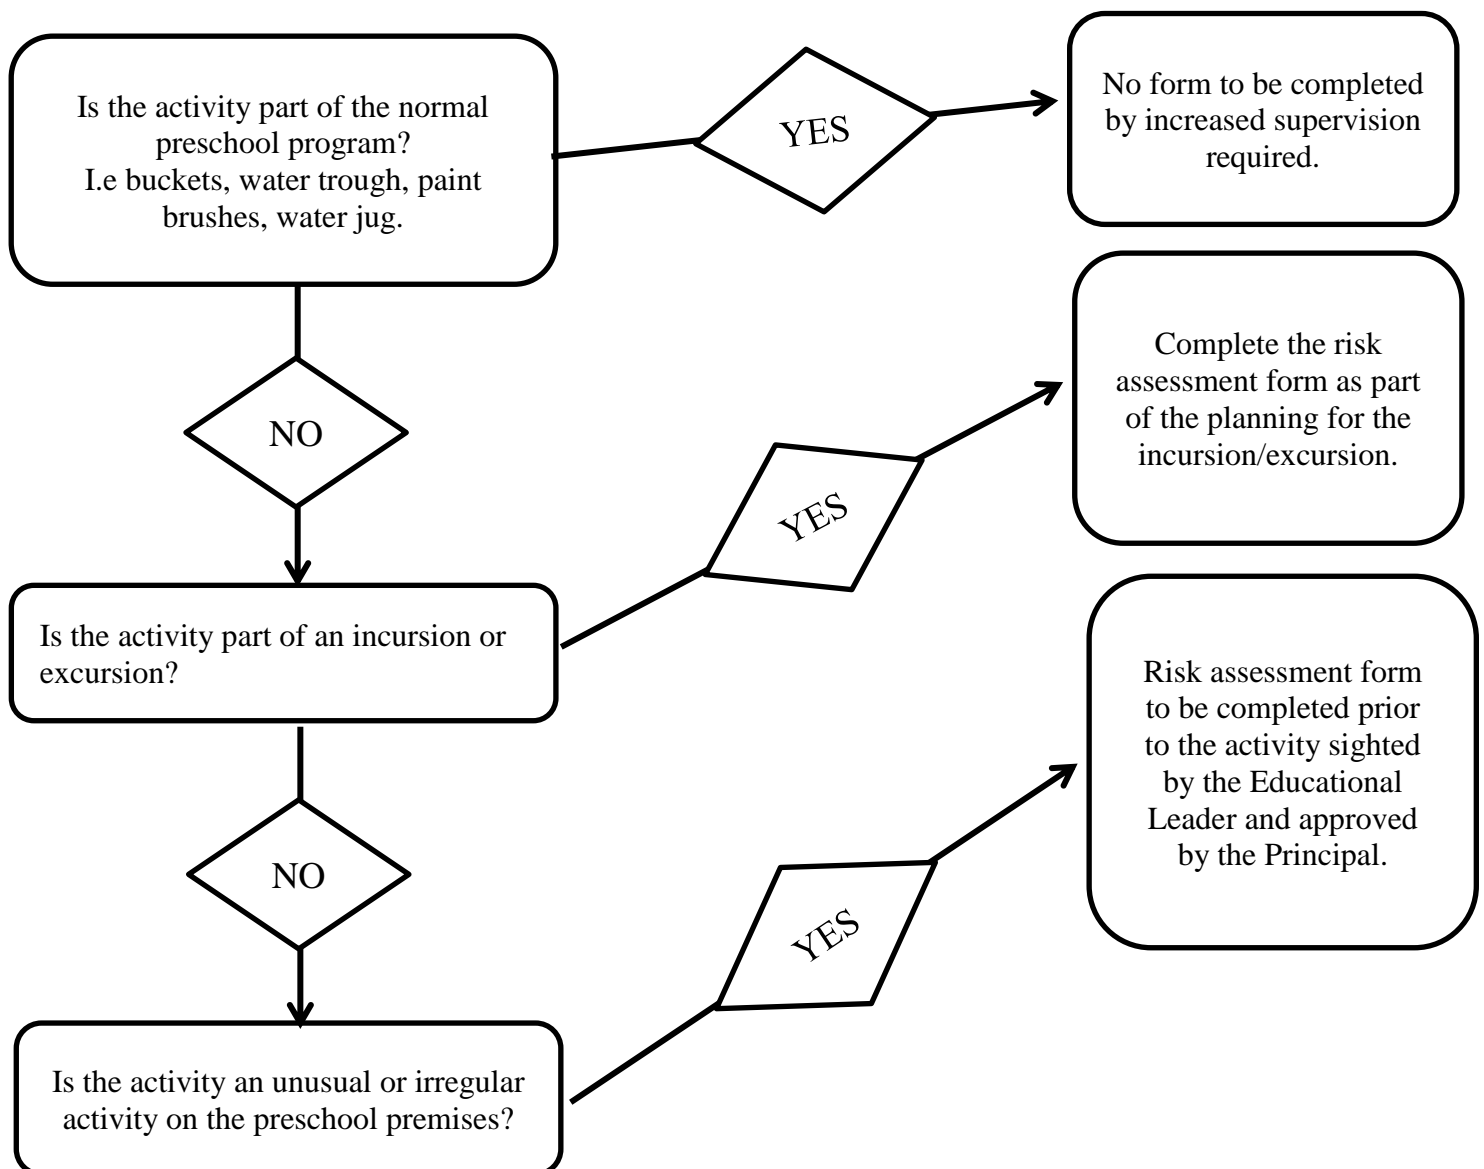 Is the activity part of the normal
preschool program?
I.e buckets, water trough, paint
brushes, water jug.
YES
No form to be completed
by increased supervision
required.
NO
Is the activity part of an incursion or
excursion?
YES
Complete the risk
assessment form as part
of the planning for the
incursion/excursion.
NO
Is the activity an unusual or irregular
activity on the preschool premises?
YES
Risk assessment form
to be completed prior
to the activity sighted
by the Educational
Leader and approved
by the Principal.